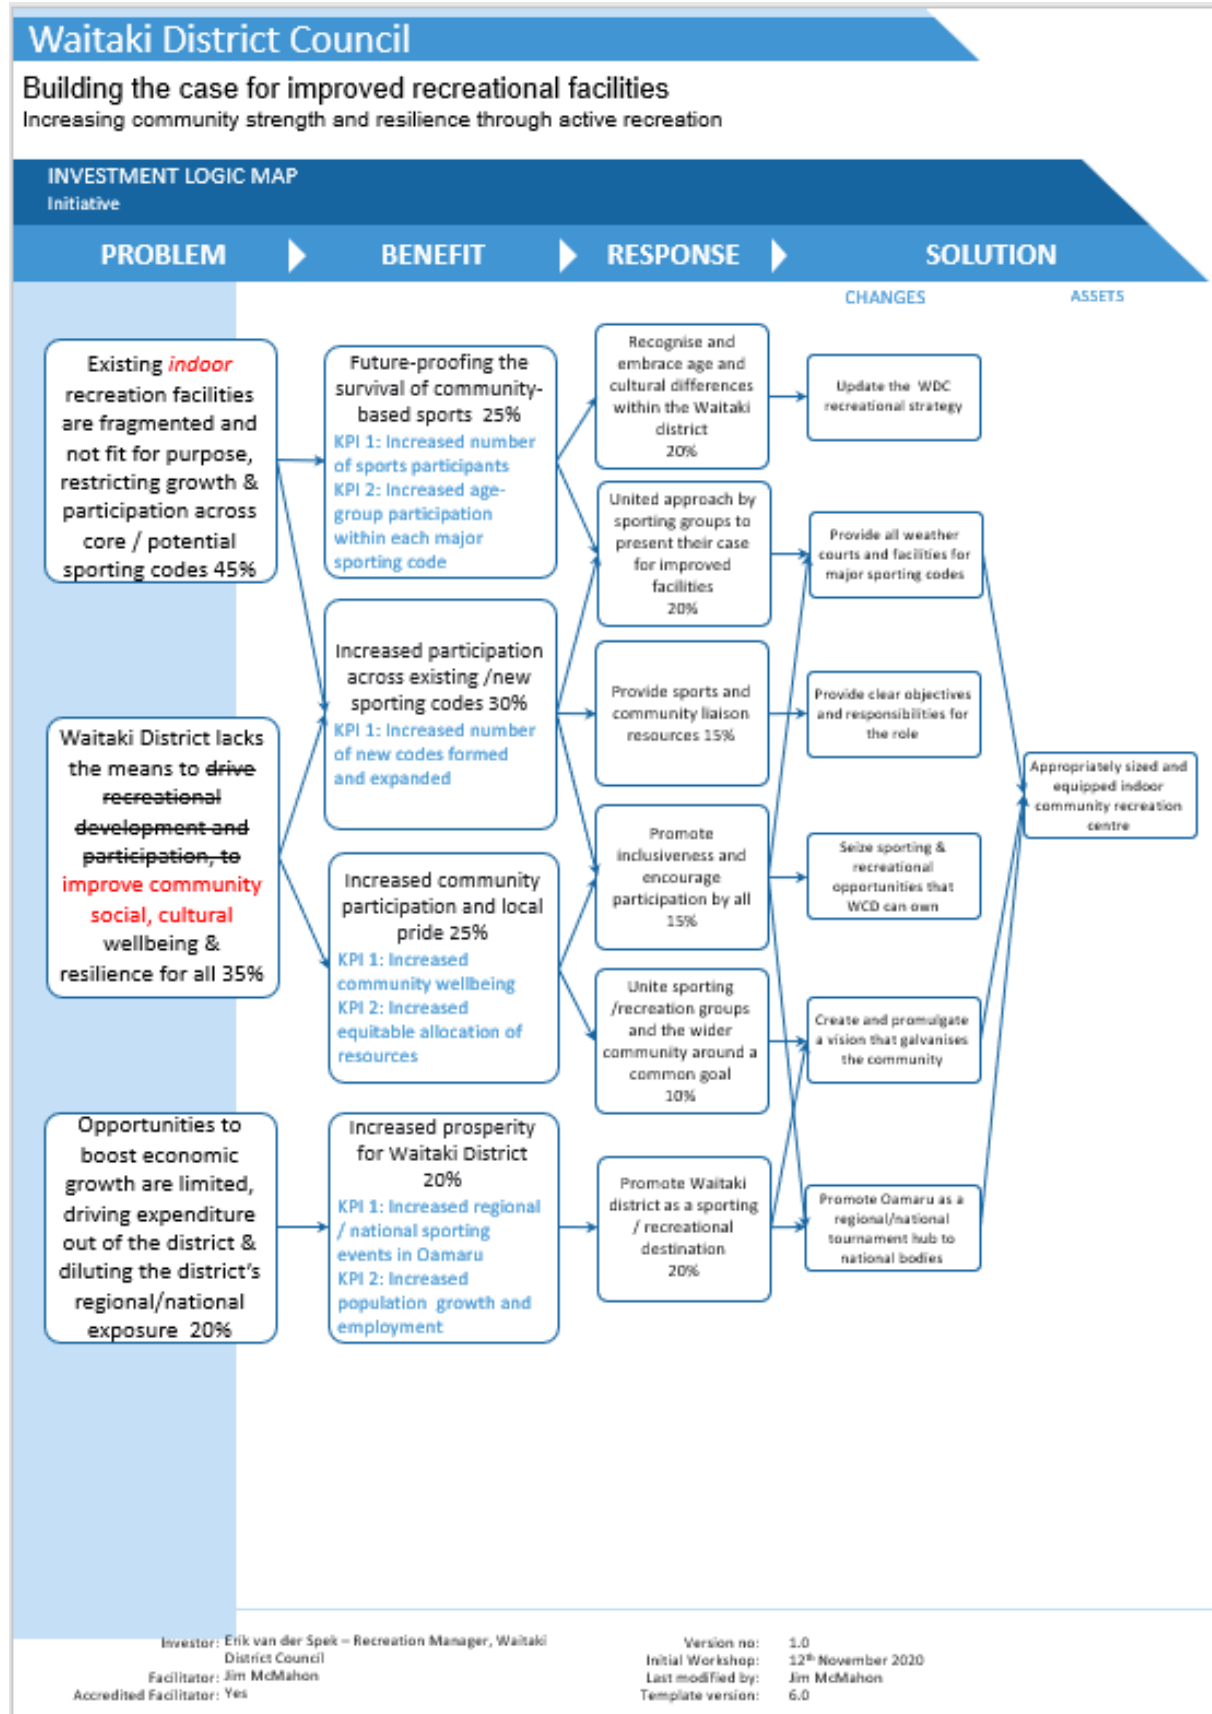 Waitaki District Council
Building the case for improved recreational facilities
Increasing community strength and resilience through active recreation
INVESTMENT LOGIC MAP
Initiative
PROBLEM
BENEFIT
RESPONSE
SOLUTION
CHANGES
ASSETS
Existing indoor
recreation facilities
are fragmented and
not fit for purpose,
restricting growth &
participation across
core / potential
sporting codes 45%
Waitaki District lacks
the means to drive
recreational
development and
participation, to
improve community
social, cultural
wellbeing &
resilience for all 35%
Opportunities to
boost economic
growth are limited,
driving expenditure
out of the district &
diluting the district's
regional/national
exposure 20%
Future-proofing the
survival of community-
based sports 25%
KPI 1: Increased number
of sports participants
KPI 2: Increased age-
group participation
within each major
sporting code
Increased participation
across existing /new
sporting codes 30%
KPI 1: Increased number
of new codes formed
and expanded
Increased community
participation and local
pride 25%
KPI 1: Increased
community wellbeing
KPI 2: Increased
equitable allocation of
resources
Increased prosperity
for Waitaki District
20%
KPI 1: Increased regional
/ national sporting
events in Oamaru
KPI 2: Increased
population growth and
employment
Recognise and
embrace age and
cultural differences
within the Waitaki
district
20%
United approach by
sporting groups to
present their case
for improved
facilities
20%
Provide sports and
community liaison
resources 15%
Promote
inclusiveness and
encourage
participation by all
15%
Unite sporting
/recreation groups
and the wider
community around a
common goal
10%
Promote Waitaki
district as a sporting
/ recreational
destination
20%
Update the WDC
recreational strategy
Provide all weather
courts and facilities for
major sporting codes
Provide clear objectives
and responsibilities for
the role
Seize sporting &
recreational
opportunities that
WCD can own
Create and promulgate
a vision that galvanises
the community
Promote Oamaru as a
regional/national
tournament hub to
national bodies
Appropriately sized and
equipped indoor
community recreation
centre
Investor: Erik van der Spek – Recreation Manager, Waitaki
District Council
Facilitator: Jim McMahon
Accredited Facilitator: Yes
Version no: 1.0
Initial Workshop: 12th November 2020
Last modified by: Jim McMahon
Template version: 6.0